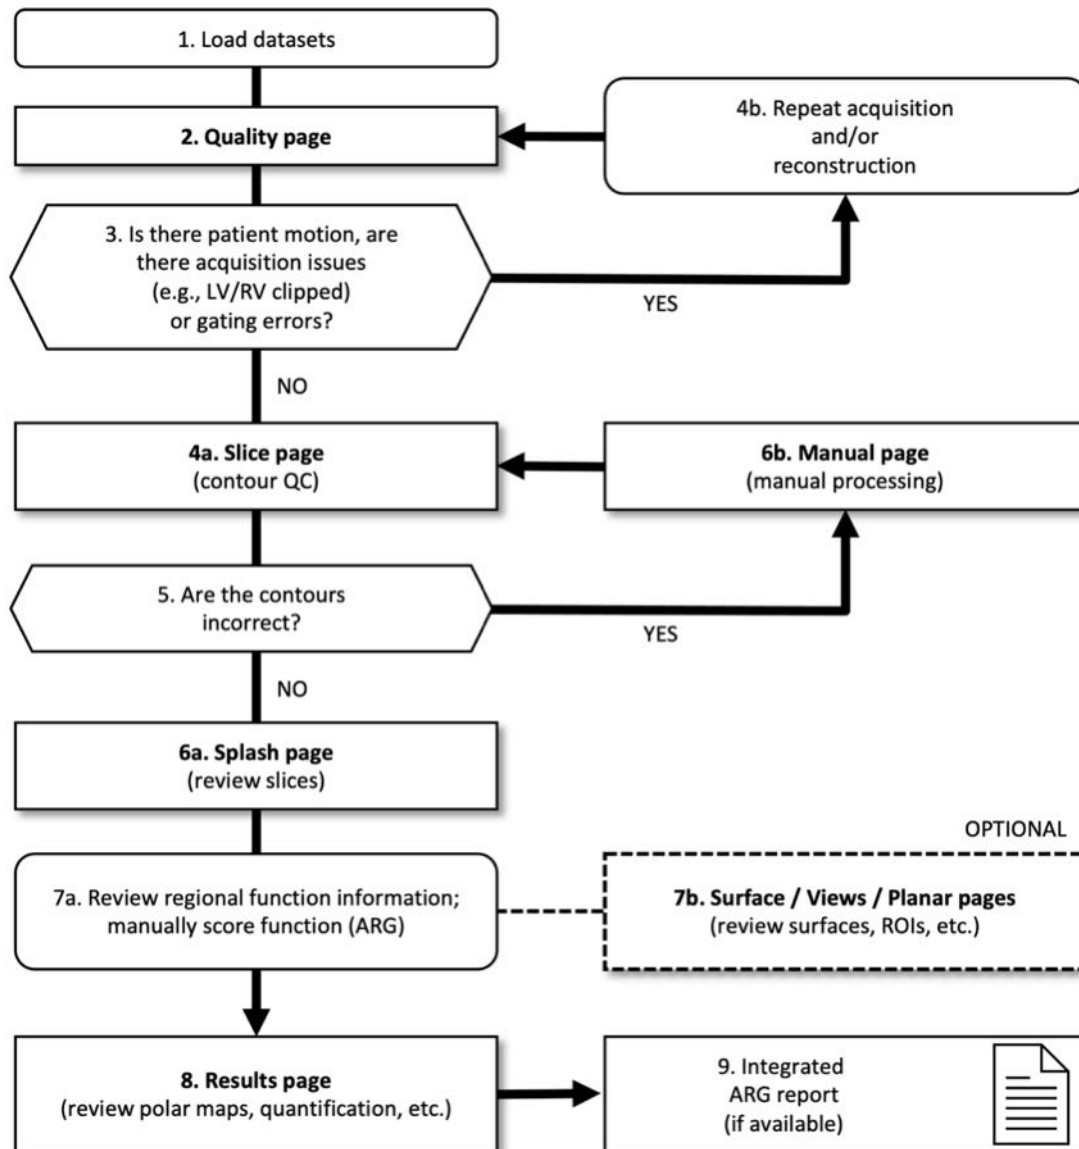 1. Load datasets
2. Quality page
4b. Repeat acquisition
and/or
reconstruction
3. Is there patient motion, are
there acquisition issues
(e.g., LV/RV clipped)
or gating errors?
YES
NO
4a. Slice page
(contour QC)
6b. Manual page
(manual processing)
5. Are the contours
incorrect?
YES
NO
6a. Splash page
(review slices)
OPTIONAL
7a. Review regional function information;
manually score function (ARG)
7b. Surface / Views / Planar pages
(review surfaces, ROIs, etc.)
8. Results page
(review polar maps, quantification, etc.)
9. Integrated
ARG report
(if available)